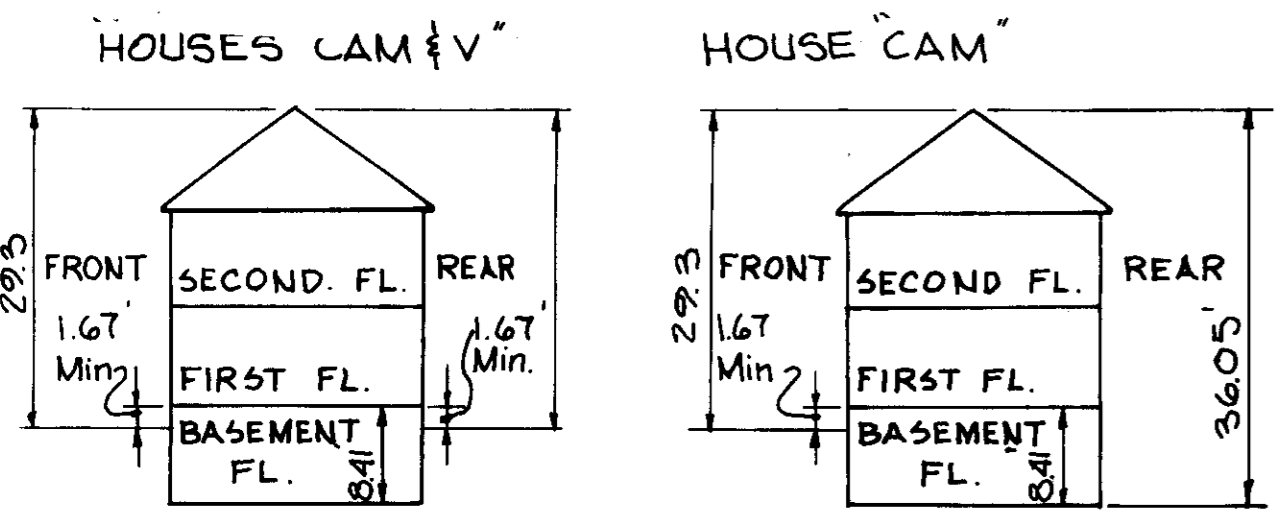 "HOUSES CAM & V"
HOUSE "CAM"
29.3
FRONT
SECOND. FL.
REAR
1.67'
Min
FIRST FL.
1.67'
Min.
BASEMENT
FL.
8.41
29.3
FRONT
SECOND FL.
REAR
1.67
Min
FIRST FL.
BASEMENT
FL.
8.41
36.05'